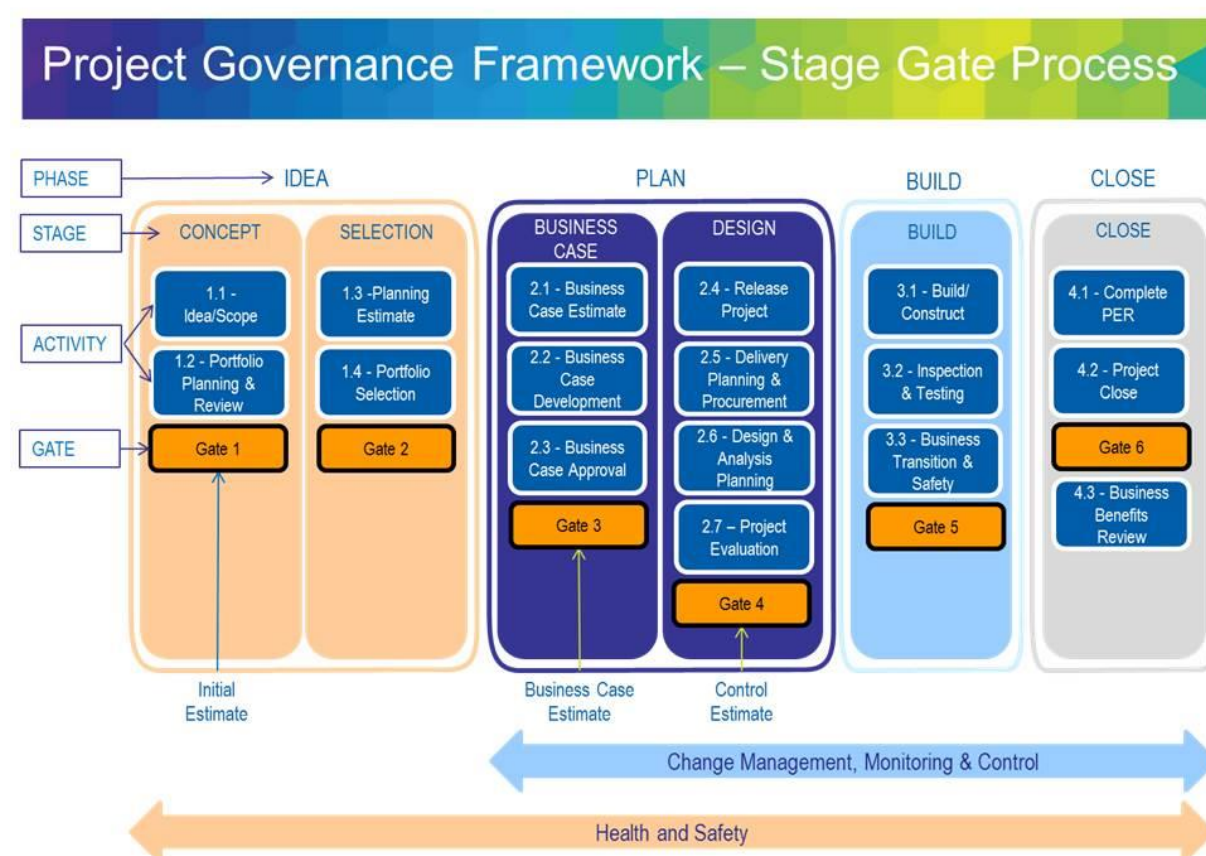 Project Governance Framework – Stage Gate Process
PHASE
IDEA
PLAN
BUILD
CLOSE
STAGE
CONCEPT
SELECTION
BUSINESS
CASE
DESIGN
BUILD
CLOSE
ACTIVITY
1.1 -
Idea/Scope
1.2 - Portfolio
Planning &
Review
GATE
Gate 1
1.3 -Planning
Estimate
1.4 - Portfolio
Selection
Gate 2
2.1 - Business
Case Estimate
2.2 - Business
Case
Development
2.3 - Business
Case Approval
Gate 3
2.4 - Release
Project
2.5 - Delivery
Planning &
Procurement
2.6 - Design &
Analysis
Planning
2.7 – Project
Evaluation
Gate 4
3.1 - Build/
Construct
3.2 - Inspection
& Testing
3.3 - Business
Transition &
Safety
Gate 5
4.1 - Complete
PER
4.2 - Project
Close
Gate 6
4.3 - Business
Benefits
Review
Initial
Estimate
Business Case
Estimate
Control
Estimate
Change Management, Monitoring & Control
Health and Safety